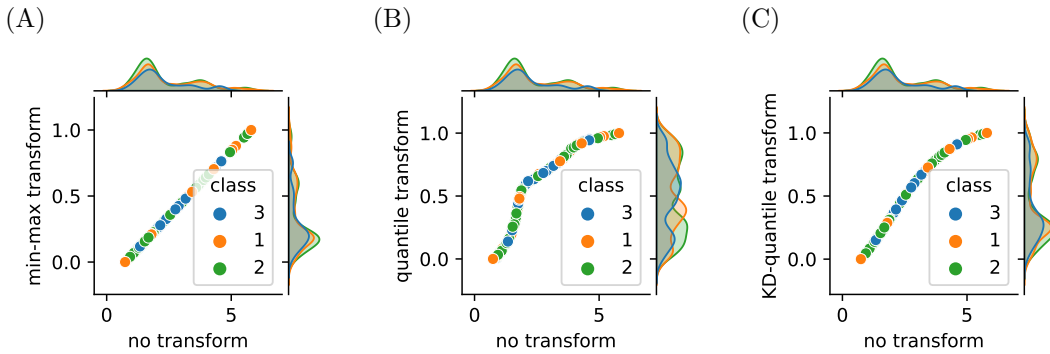 (A)
min-max transform
1.0
0.5
0.0
class
3
1
2
0
5
no transform
(B)
quantile transform
1.0
0.5
0.0
class
3
1
2
0
5
no transform
(C)
KD-quantile transform
1.0
0.5
0.0
class
3
1
2
0
5
no transform